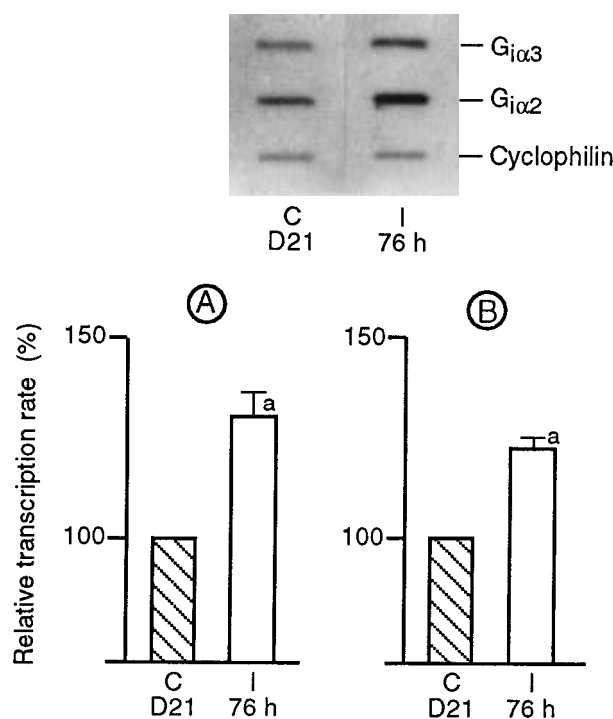 Giα3
Giα2
Cyclophilin
C I
D21 76 h
A B
Relative transcription rate (%)
150 150
a a
100 100
C I C I
D21 76 h D21 76 h